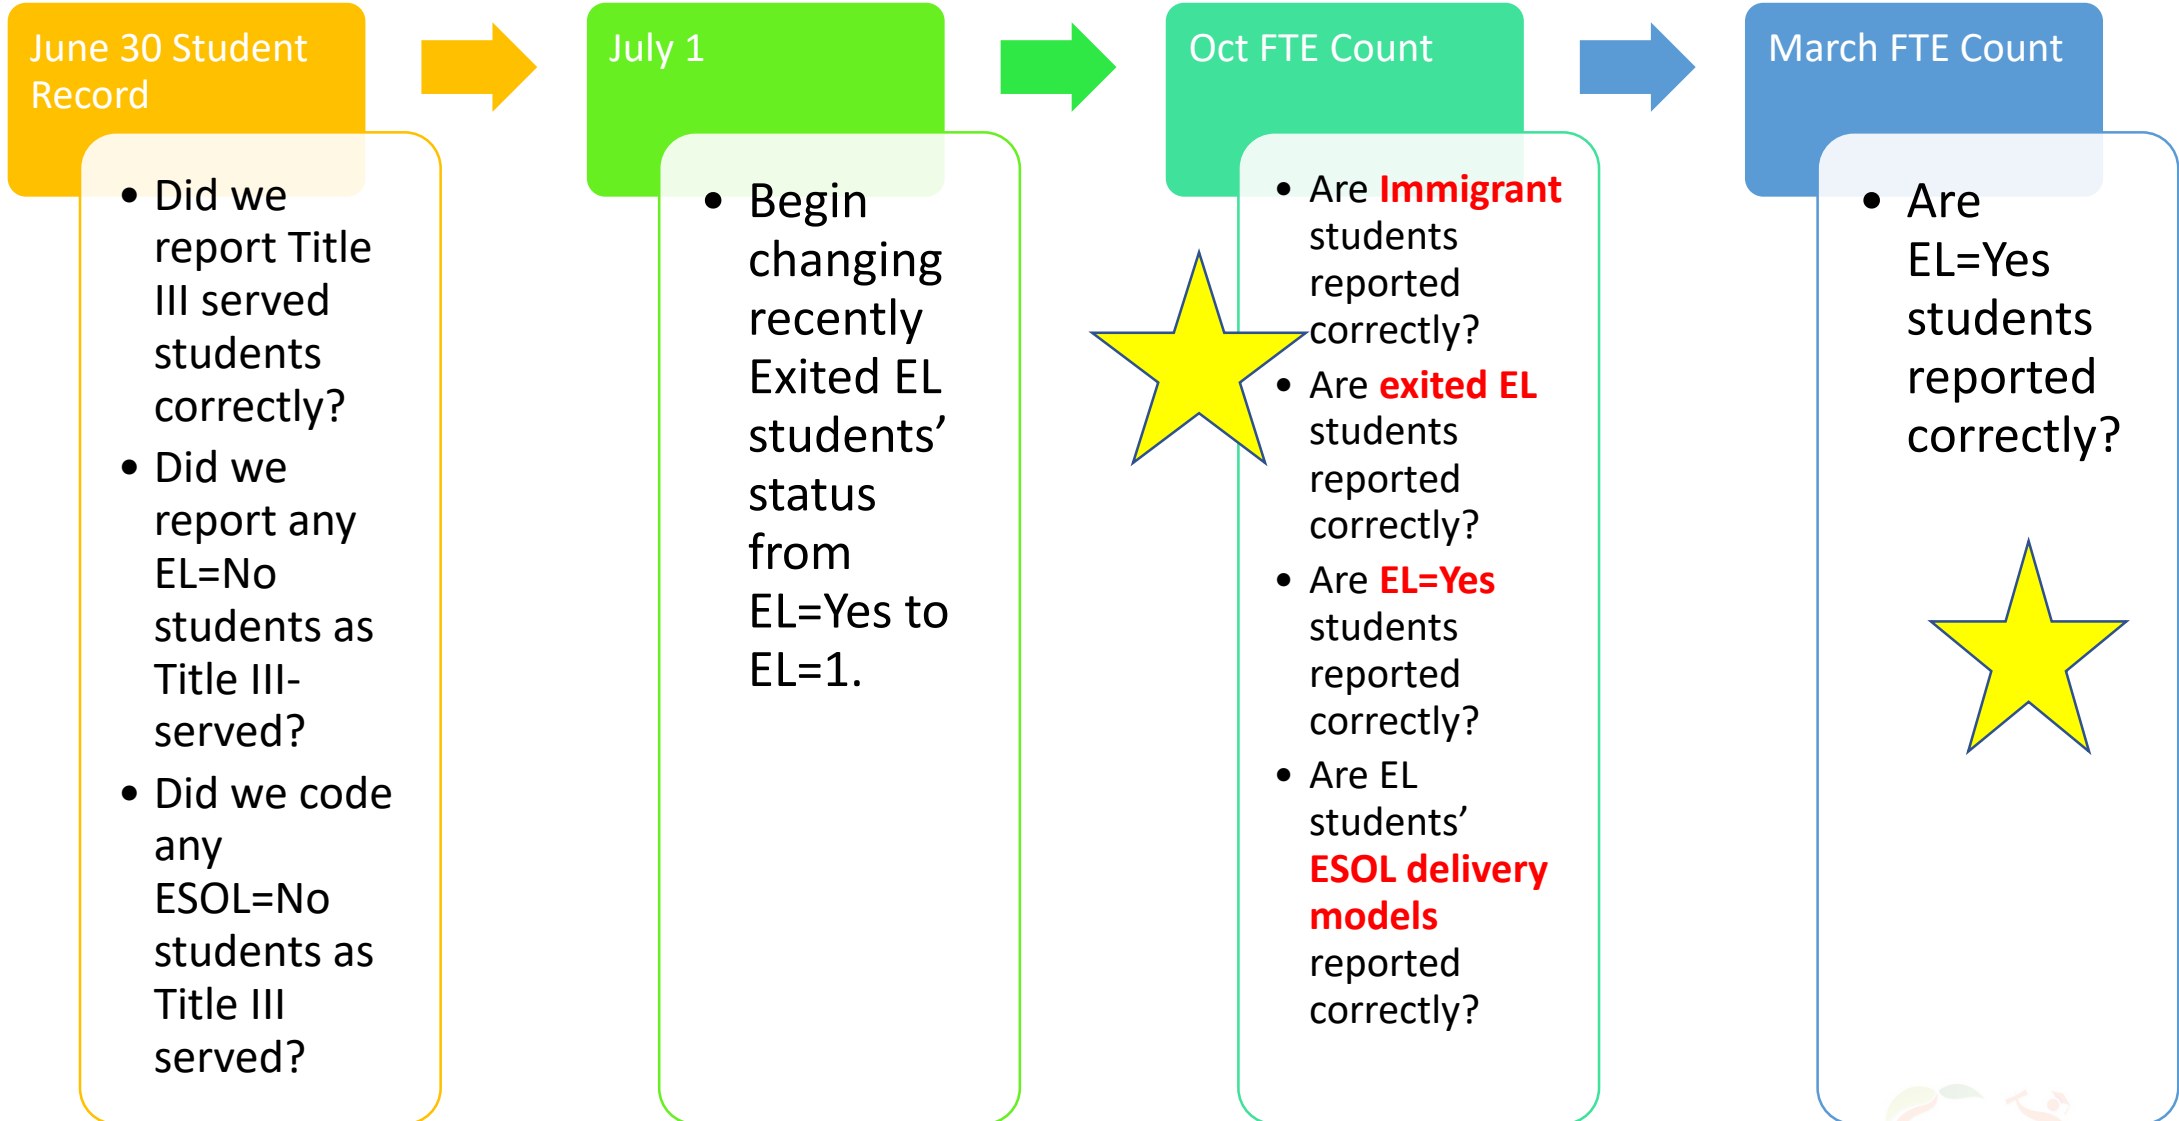 June 30 Student
Record
• Did we
report Title
III served
students
correctly?
• Did we
report any
EL=No
students as
Title III-
served?
• Did we code
any
ESOL=No
students as
Title III
served?
July 1
• Begin
changing
recently
Exited EL
students’
status
from
EL=Yes to
EL=1.
Oct FTE Count
• Are Immigrant
students
reported
correctly?
• Are exited EL
students
reported
correctly?
• Are EL=Yes
students
reported
correctly?
• Are EL
students’
ESOL delivery
models
reported
correctly?
March FTE Count
• Are
EL=Yes
students
reported
correctly?